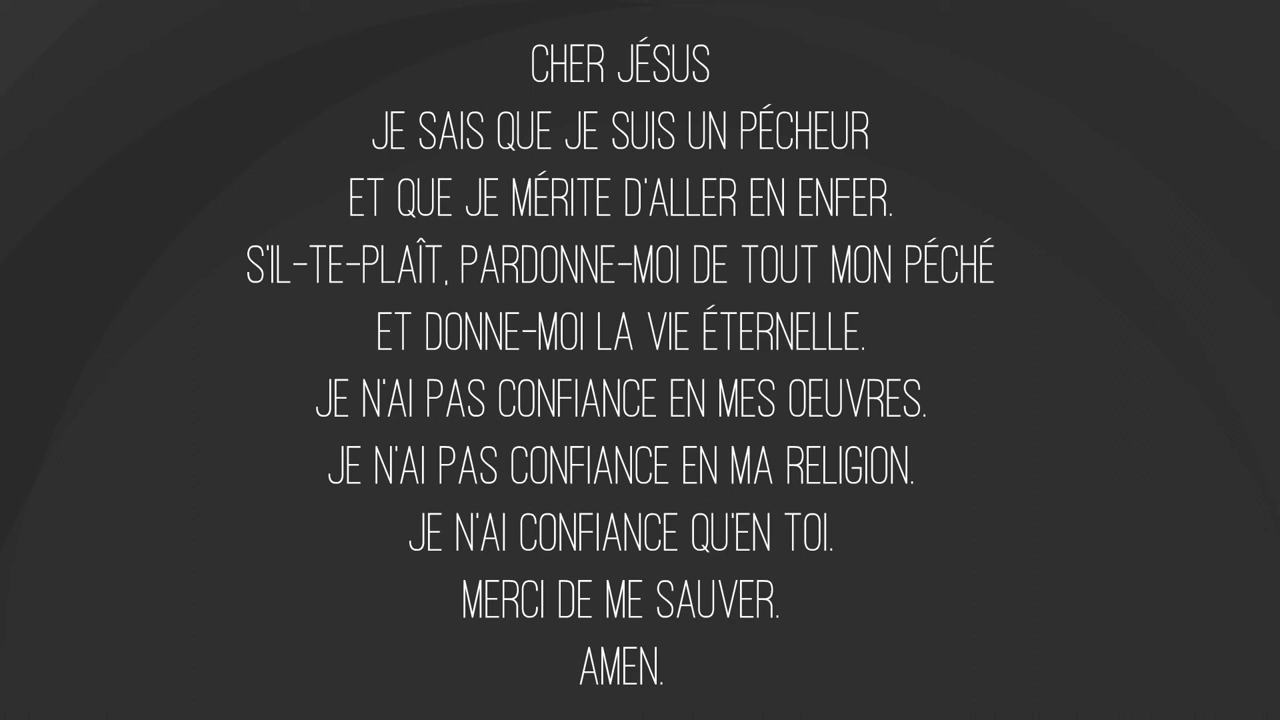 CHER JÉSUS
JE SAIS QUE JE SUIS UN PÉCHEUR
ET QUE JE MÉRITE D'ALLER EN ENFER.
S'IL-TE-PLAÎT, PARDONNE-MOI DE TOUT MON PÉCHÉ
ET DONNE-MOI LA VIE ÉTERNELLE.
JE N'AI PAS CONFIANCE EN MES OEUVRES.
JE N'AI PAS CONFIANCE EN MA RELIGION.
JE N'AI CONFIANCE QU'EN TOI.
MERCI DE ME SAUVER.
AMEN.